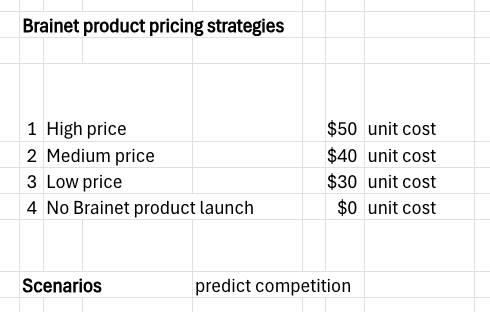 Brainet product pricing strategies
1 High price $50 unit cost
2 Medium price $40 unit cost
3 Low price $30 unit cost
4 No Brainet product launch $0 unit cost
Scenarios predict competition